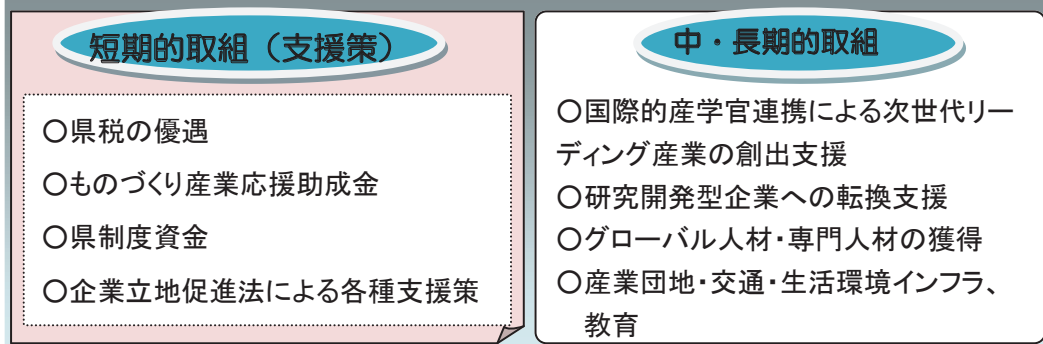 短期的取組（支援策）
〇県税の優遇
〇ものづくり産業応援助成金
〇県制度資金
〇企業立地促進法による各種支援策
中・長期的取組
〇国際的産学官連携による次世代リー
ディング産業の創出支援
〇研究開発型企業への転換支援
〇グローバル人材・専門人材の獲得
〇産業団地・交通・生活環境インフラ、
教育